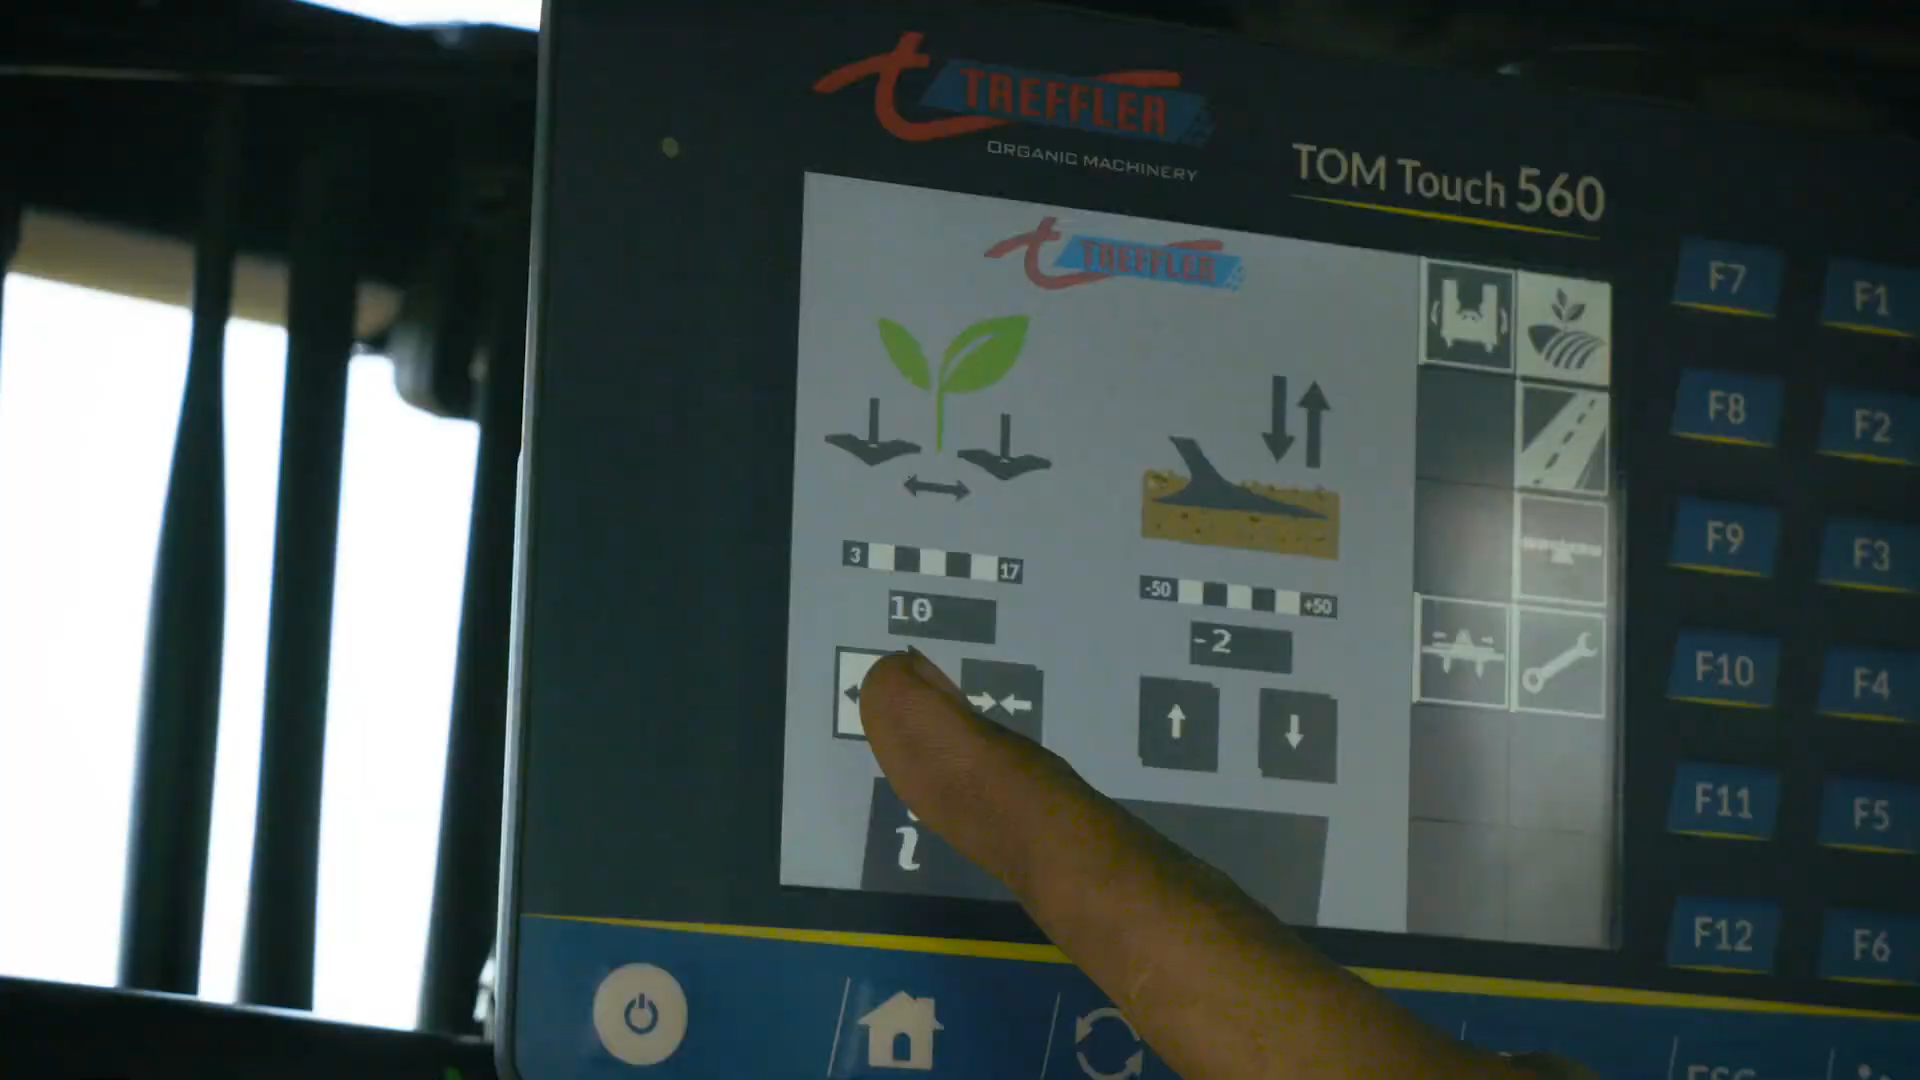 TREFFLER
ORGANIC MACHINERY
TOM Touch 560
TREFFLER
F7
F1
F8
F2
3
17
F9
F3
10
-50
+50
-2
F10
F4
F11
F5
i
F12
F6
ESC